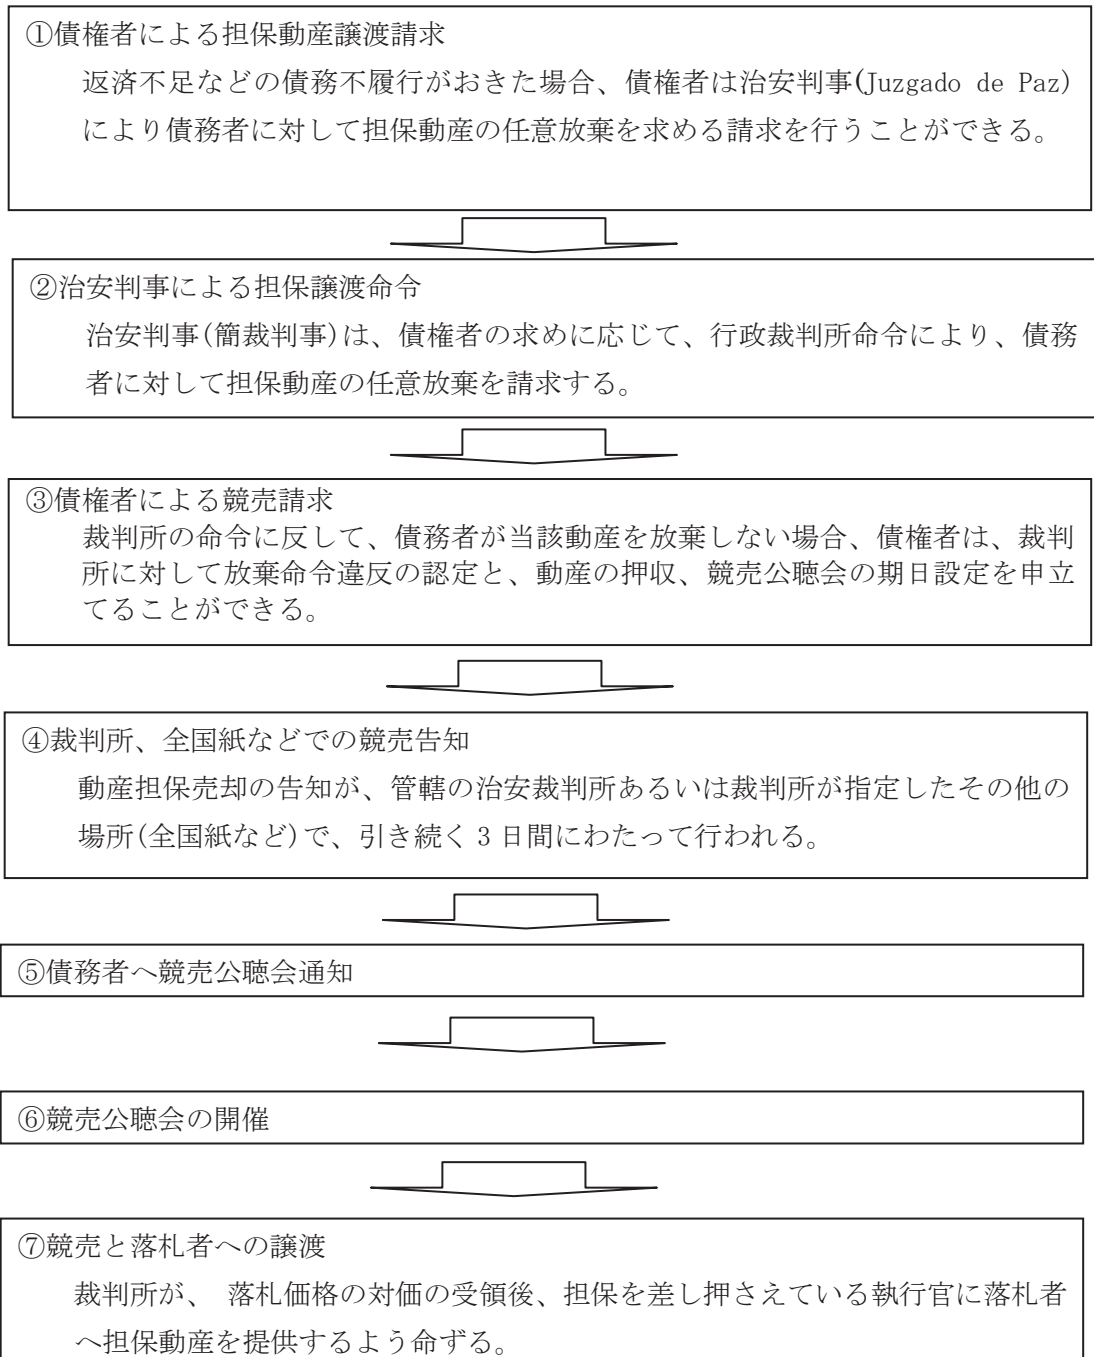 ①債権者による担保動産譲渡請求
返済不足などの債務不履行がおきた場合、債権者は治安判事(Juzgado de Paz)
により債務者に対して担保動産の任意放棄を求める請求を行うことができる。
②治安判事による担保譲渡命令
治安判事(簡裁判事)は、債権者の求めに応じて、行政裁判所命令により、債務
者に対して担保動産の任意放棄を請求する。
③債権者による競売請求
裁判所の命令に反して、債務者が当該動産を放棄しない場合、債権者は、裁判
所に対して放棄命令違反の認定と、動産の押収、競売公聴会の期日設定を申立
てることができる。
④裁判所、全国紙などでの競売告知
動産担保売却の告知が、管轄の治安裁判所あるいは裁判所が指定したその他の
場所(全国紙など)で、引き続く 3 日間にわたって行われる。
⑤債務者へ競売公聴会通知
⑥競売公聴会の開催
⑦競売と落札者への譲渡
裁判所が、 落札価格の対価の受領後、担保を差し押さえている執行官に落札者
へ担保動産を提供するよう命ずる。